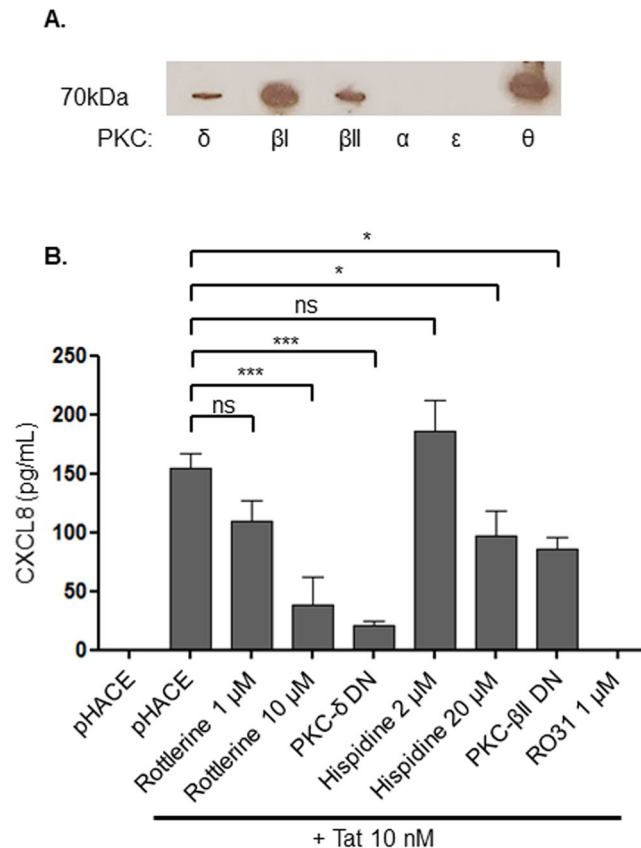 A.
70kDa
PKC: δ βI βII α ε θ
B.
*
*
ns
***
***
ns
250
200
150
100
50
0
CXCL8 (pg/mL)
pHACE
pHACE
Rottlerine 1 µM
Rottlerine 10 µM
PKC-δ DN
Hispidine 2 µM
Hispidine 20 µM
PKC-βII DN
RO31 1 µM
+ Tat 10 nM